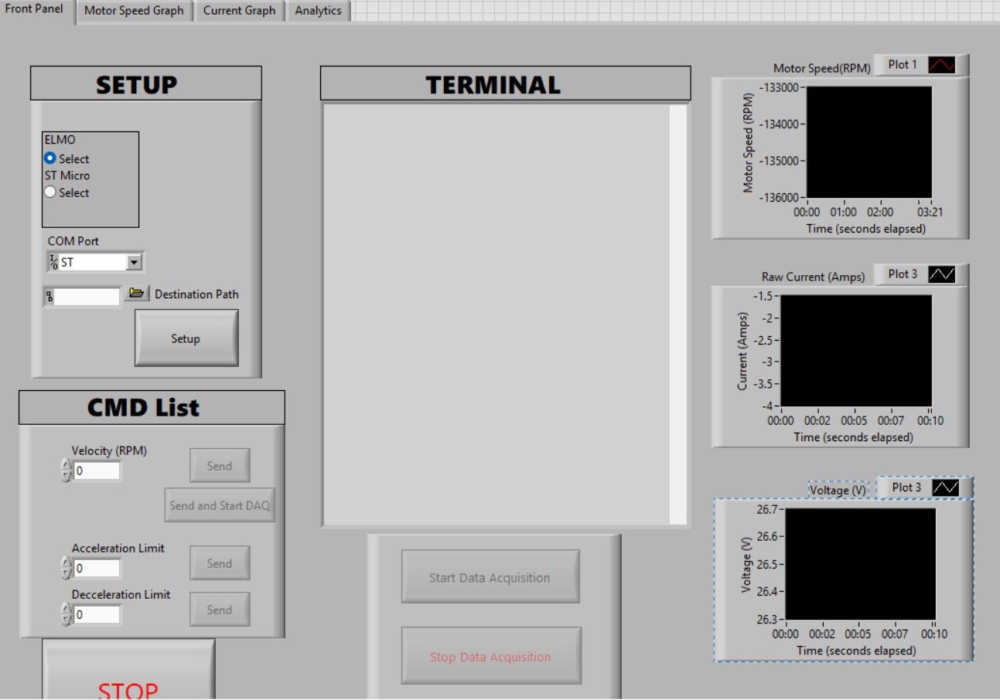 Front Panel
Motor Speed Graph
Current Graph
Analytics
SETUP
ELMO
Select
ST Micro
Select
COM Port
I/O ST
Destination Path
Setup
CMD List
Velocity (RPM)
0
Send
Send and Start DAQ
Acceleration Limit
0
Send
Decceleration Limit
0
Send
STOP
TERMINAL
Start Data Acquisition
Stop Data Acquisition
Motor Speed(RPM)
Plot 1
Motor Speed (RPM)
-133000
-134000
-135000
-136000
00:00 01:00 02:00 03:21
Time (seconds elapsed)
Raw Current (Amps)
Plot 3
Current (Amps)
-1.5
-2
-2.5
-3
-3.5
-4
00:00 00:02 00:05 00:07 00:10
Time (seconds elapsed)
Voltage (V)
Plot 3
Voltage (V)
26.7
26.6
26.5
26.4
26.3
00:00 00:02 00:05 00:07 00:10
Time (seconds elapsed)